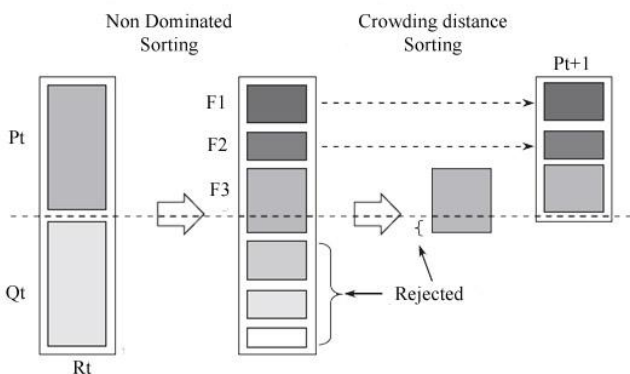 Non Dominated
Sorting
Crowding distance
Sorting
Pt+1
Pt
F1
F2
F3
Qt
Rejected
Rt